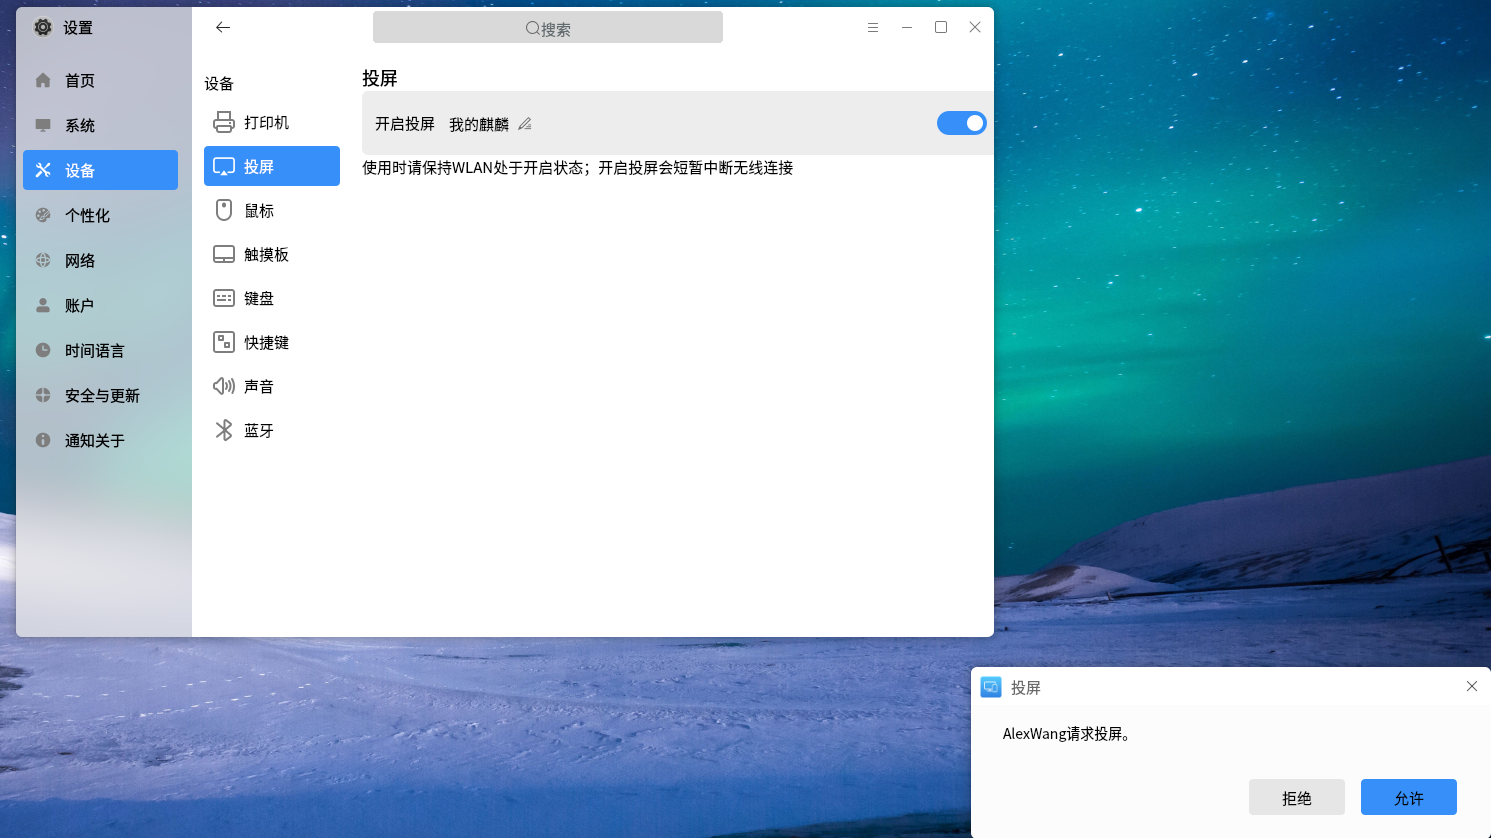 设置
搜索
首页
系统
设备
个性化
网络
账户
时间语言
安全与更新
通知关于
设备
打印机
投屏
鼠标
触摸板
键盘
快捷键
声音
蓝牙
投屏
开启投屏 我的麒麟
使用时请保持WLAN处于开启状态；开启投屏会短暂中断无线连接
投屏
AlexWang请求投屏。
拒绝 允许